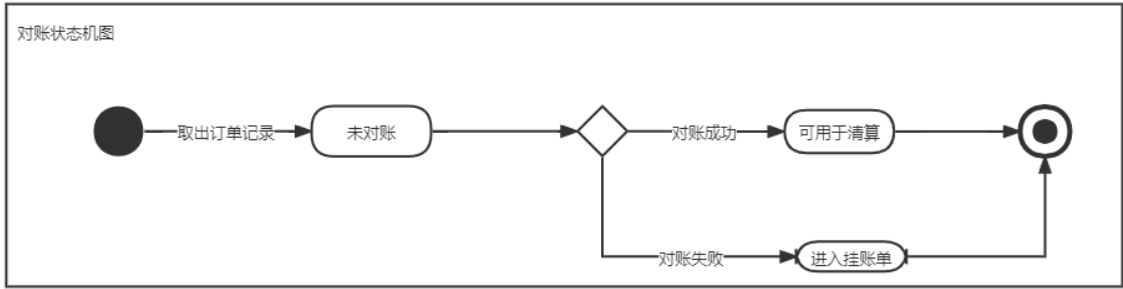 对账状态机图
取出订单记录
未对账
对账成功
可用于清算
对账失败
进入挂账单